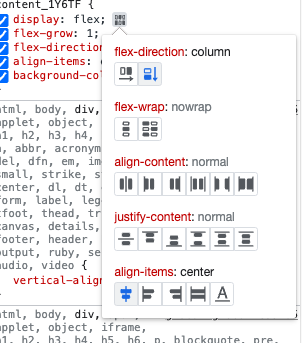 content_1Y6TF {
display: flex;
flex-grow: 1;
flex-direction
align-items: c
background-co
flex-direction: column
flex-wrap: nowrap
align-content: normal
justify-content: normal
align-items: center
A
html, body, div,
applet, object,
h1, h2, h3, h4,
a, abbr, acronym
del, dfn, em, im
small, strike, s
center, dl, dt,
form, label, leg
tfoot, thead, tr
canvas, details,
footer, header,
output, ruby, se
audio, video {
vertical-align
html, body, div, span,
applet, object, iframe,
h1, h2, h3, h4, h5, h6, p, blockquote, pre,